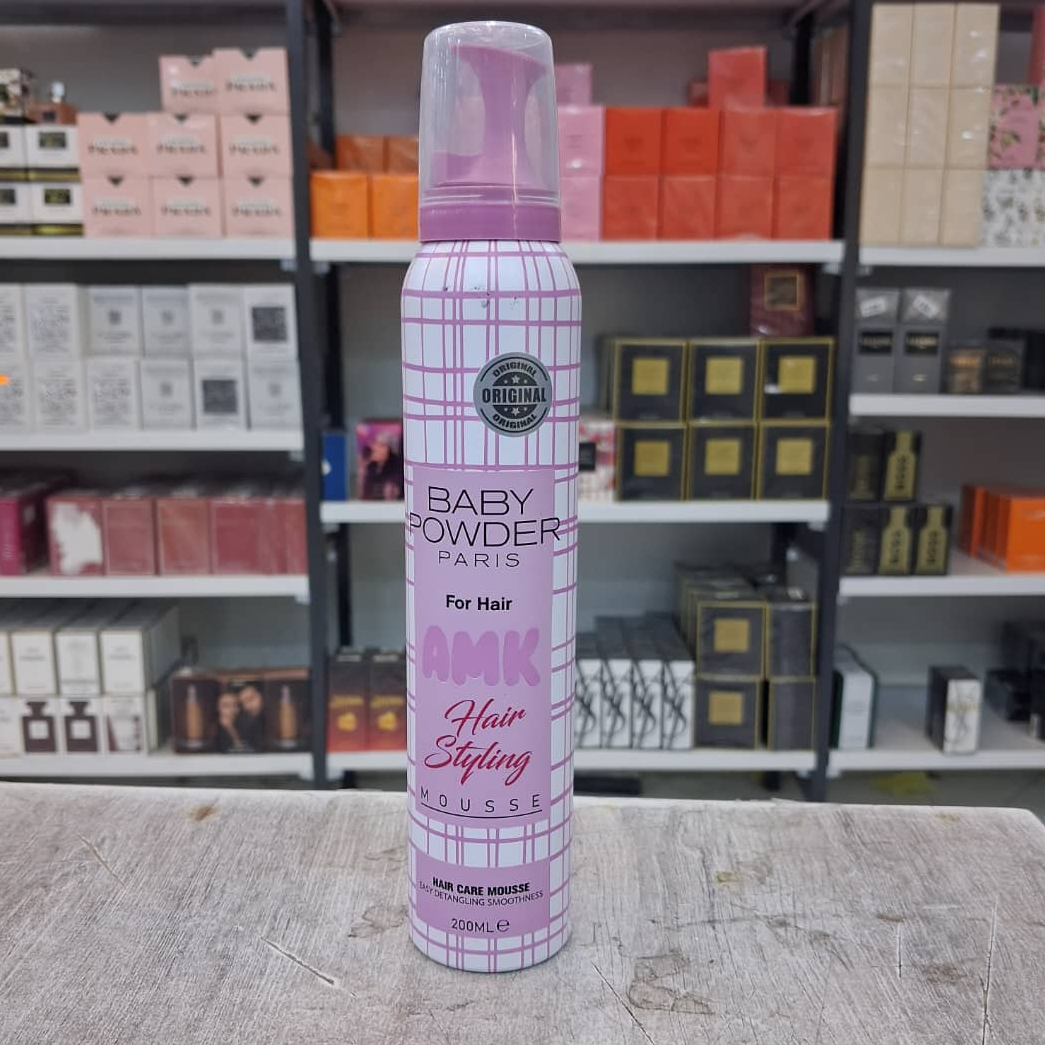 ORIGINAL
ORIGINAL
ORIGINAL
BABY
POWDER
PARIS
For Hair
AMK
Hair
Styling
MOUSSE
HAIR CARE MOUSSE
EASY DETANGLING SMOOTHNESS
200ML e